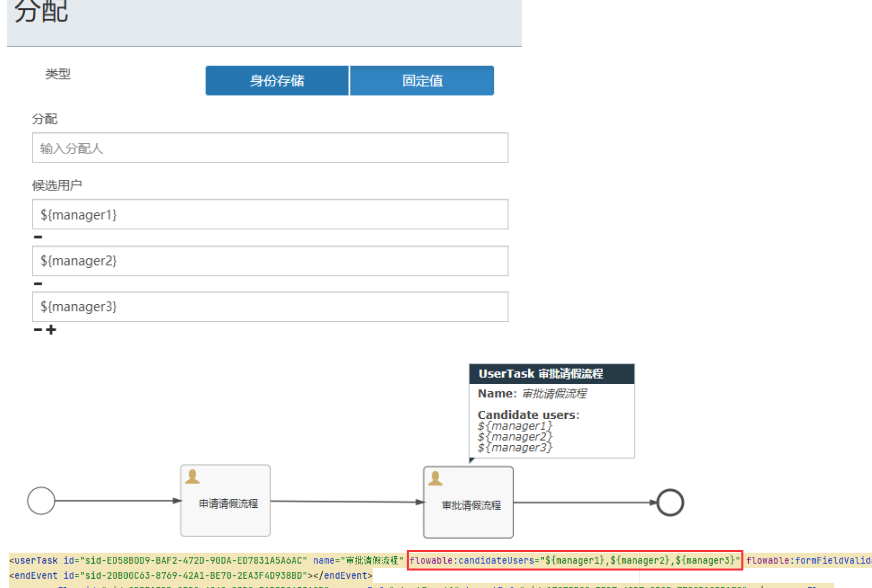 分配
类型
身份存储
固定值
分配
输入分配人
候选用户
${manager1}
${manager2}
${manager3}
UserTask 审批请假流程
Name: 审批请假流程
Candidate users:
${manager1}
${manager2}
${manager3}
申请请假流程
审批请假流程
<userTask id="sid-ED58B0D9-BAF2-472D-90DA-ED7831A5A6AC" name="审批请假流程" flowable:candidateUsers="${manager1},${manager2},${manager3}" flowable:formFieldValid
<endEvent id="sid-20B00C63-8769-42A1-BE70-2EA3F4D938BD"></endEvent>